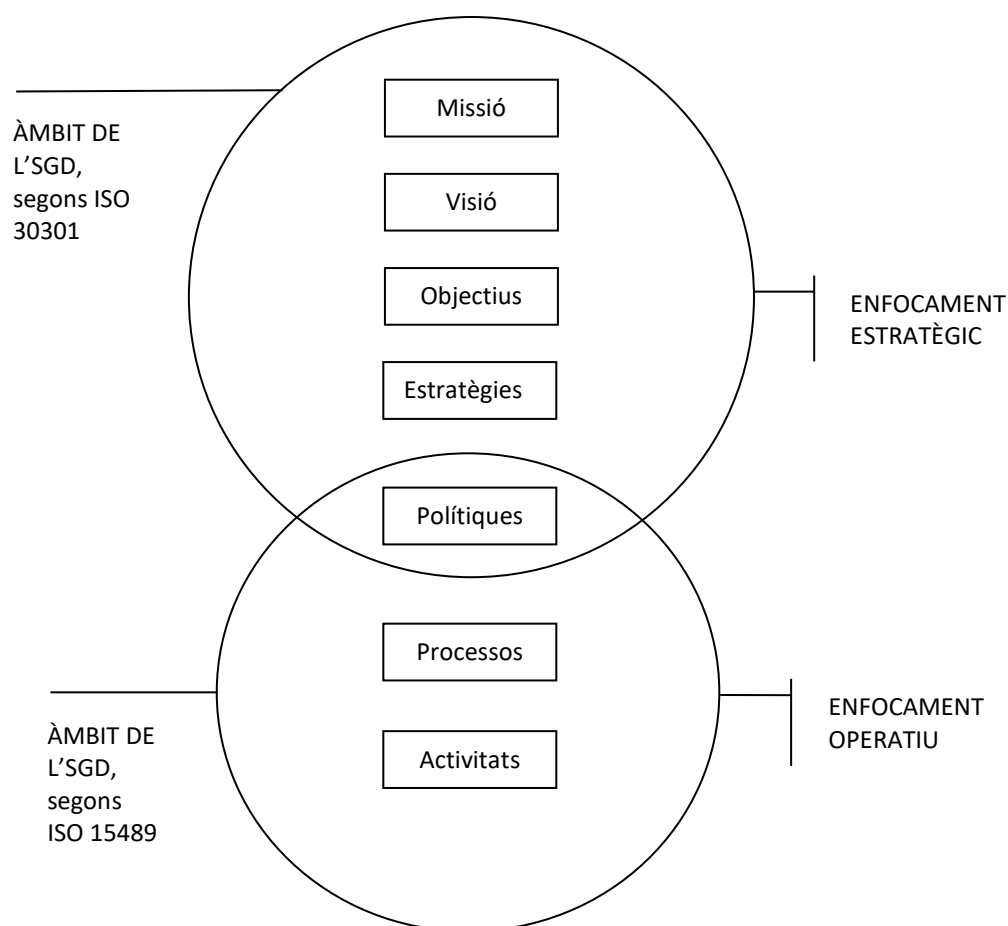 Missió
ÀMBIT DE
L’SGD,
segons ISO
30301
Visió
Objectius
ENFOCAMENT
ESTRATÈGIC
Estratègies
Polítiques
Processos
ENFOCAMENT
OPERATIU
ÀMBIT DE
L’SGD,
segons
ISO 15489
Activitats